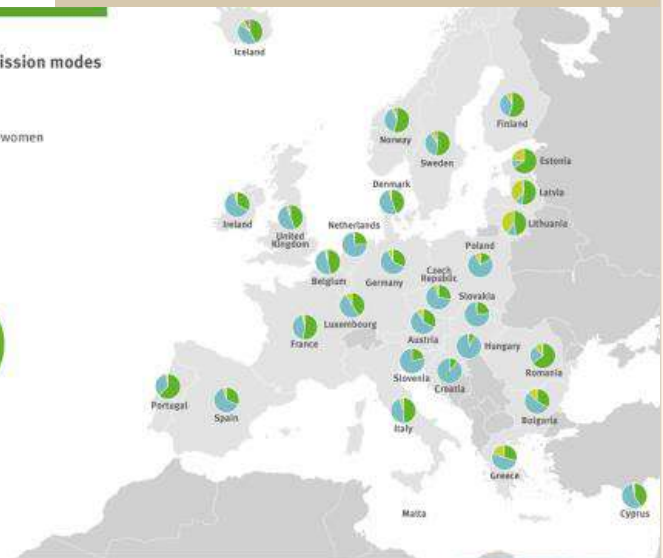 Iceland
ission modes
women
Finland
Norway
Sweden
Estonia
Denmark
Latvia
Ireland
United
Kingdom
Netherlands
Lithuania
Poland
Belgium
Germany
Czech
Republic
Slovakia
Luxembourg
France
Austria
Hungary
Romania
Slovenia
Croatia
Portugal
Spain
Italy
Bulgaria
Greece
Malta
Cyprus